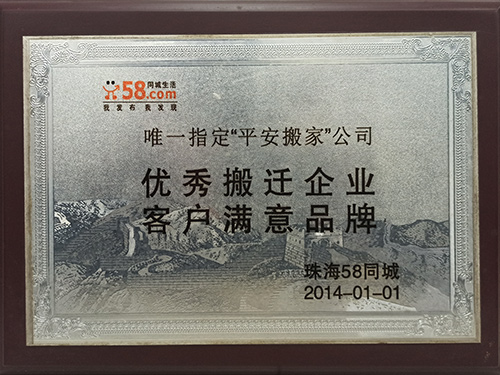 同城生活
58.com
我发布 我发现
唯一指定“平安搬家”公司
优秀搬迁企业
客户满意品牌
珠海58同城
2014-01-01